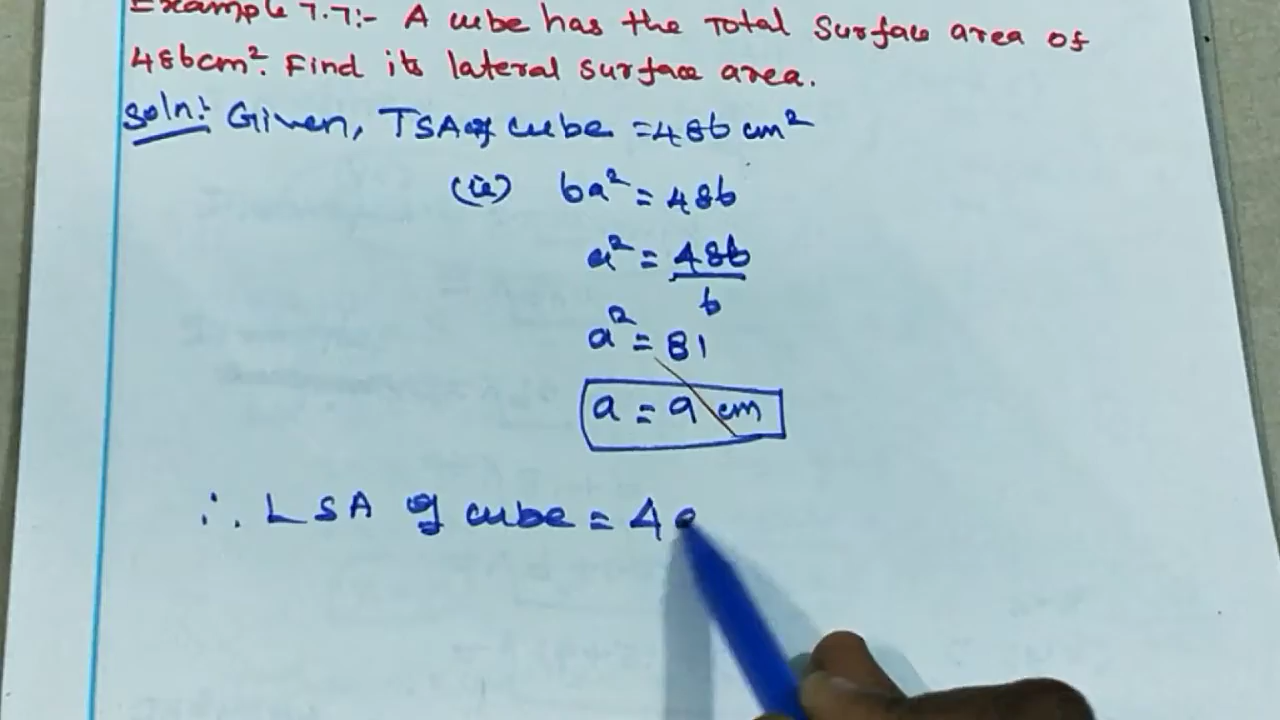 Example 7.7:- A cube has the Total Surface area of
486cm². Find its lateral surface area.
Soln: Given, TSA of cube = 486 cm²
(ie) 6a² = 486
a² = 486/6
a² = 81
a = 9 cm
∴ LSA of cube = 4